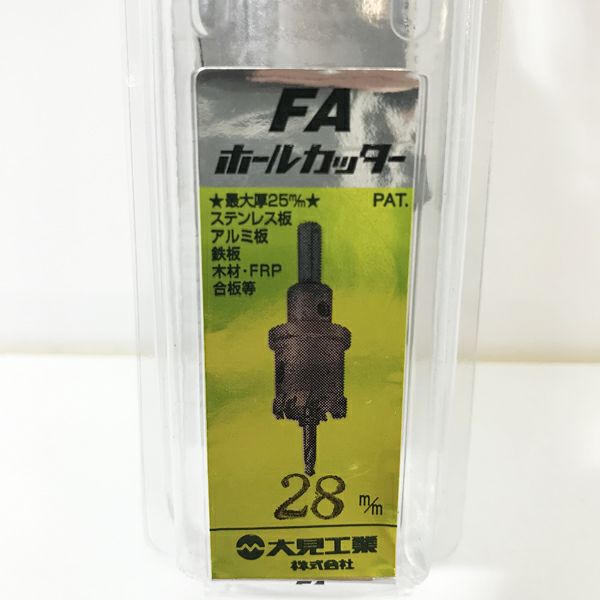 FA
ホールカッター
★最大厚25m/m★
PAT.
ステンレス板
アルミ板
鉄板
木材・FRP
合板等
28 m/m
大見工業
株式会社